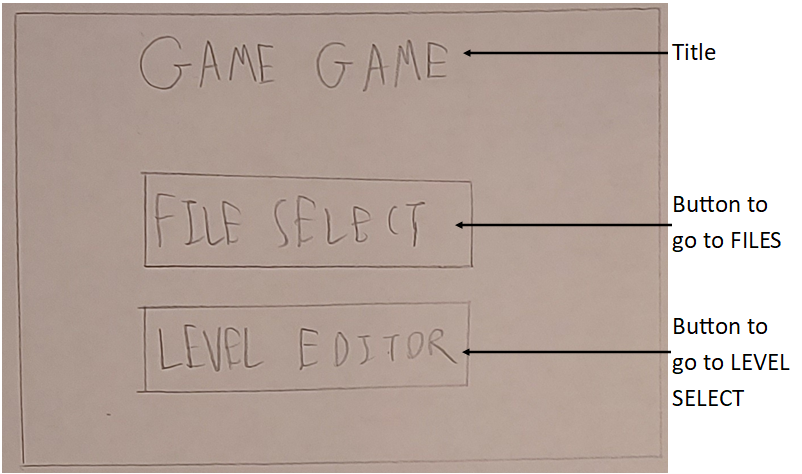 GAME GAME
Title
FILE SELECT
Button to
go to FILES
LEVEL EDITOR
Button to
go to LEVEL
SELECT